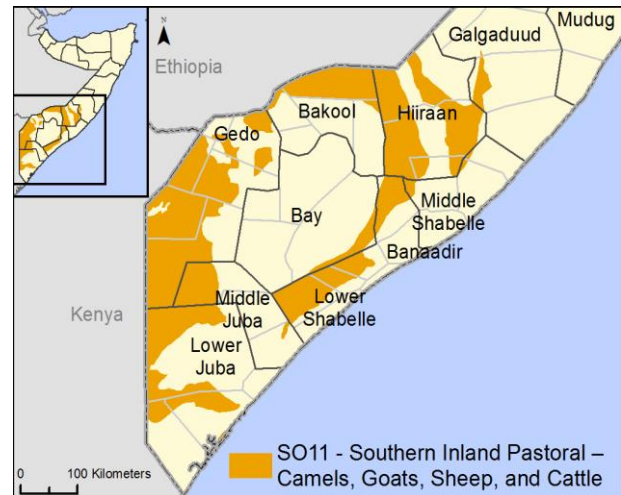 Mudug
Galgaduud
Ethiopia
Bakool
Hiiraan
Gedo
Bay
Middle
Shabelle
Banaadir
Middle
Juba
Lower
Shabelle
Kenya
Lower
Juba
0 100 Kilometers
SO11 - Southern Inland Pastoral –
Camels, Goats, Sheep, and Cattle
N